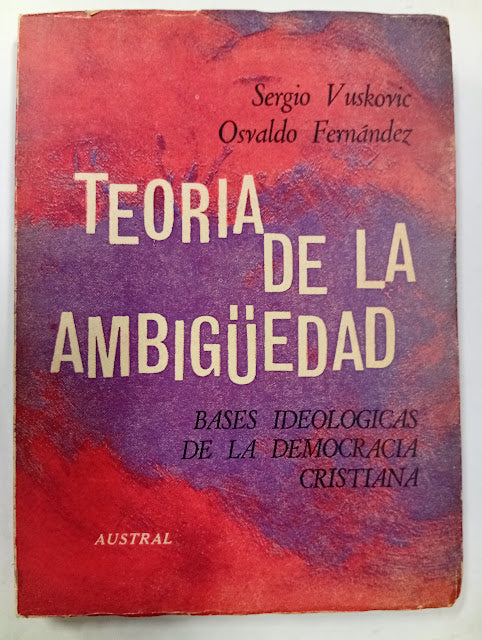 Sergio Vuskovic
Osvaldo Fernández
TEORIA
DE LA
AMBIGÜEDAD
BASES IDEOLOGICAS
DE LA DEMOCRACIA
CRISTIANA
AUSTRAL